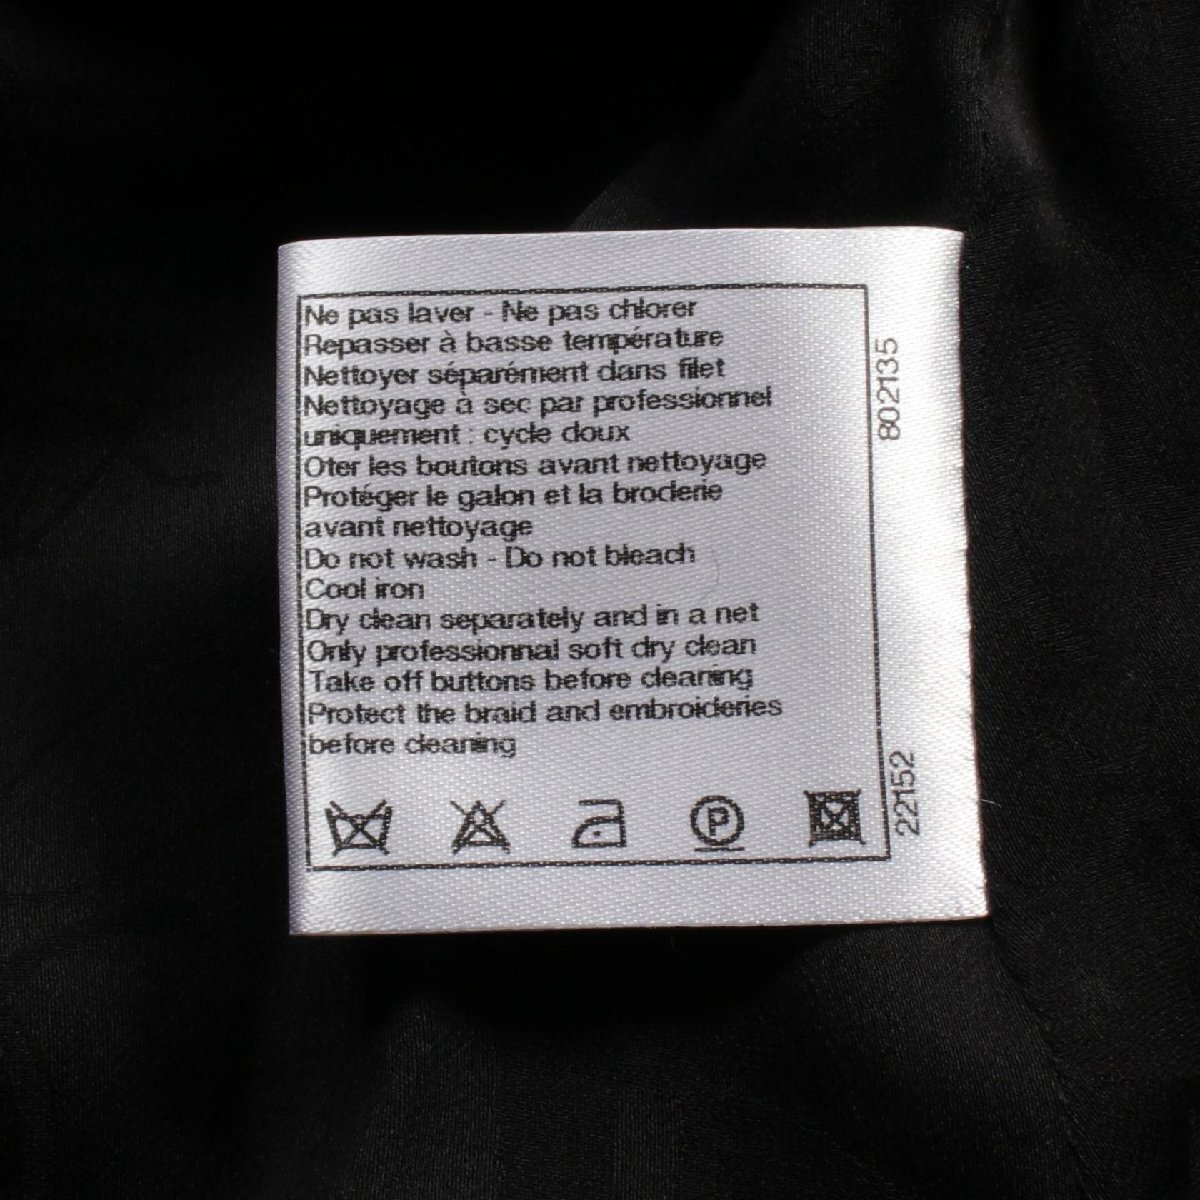 Ne pas laver - Ne pas chlorer
Repasser à basse température
Nettoyer séparément dans filet
Nettoyage à sec par professionnel
uniquement : cycle doux
Oter les boutons avant nettoyage
Protéger le galon et la broderie
avant nettoyage
Do not wash - Do not bleach
Cool iron
Dry clean separately and in a net
Only professionnal soft dry clean
Take off buttons before cleaning
Protect the braid and embroideries
before cleaning
P
802135
22152